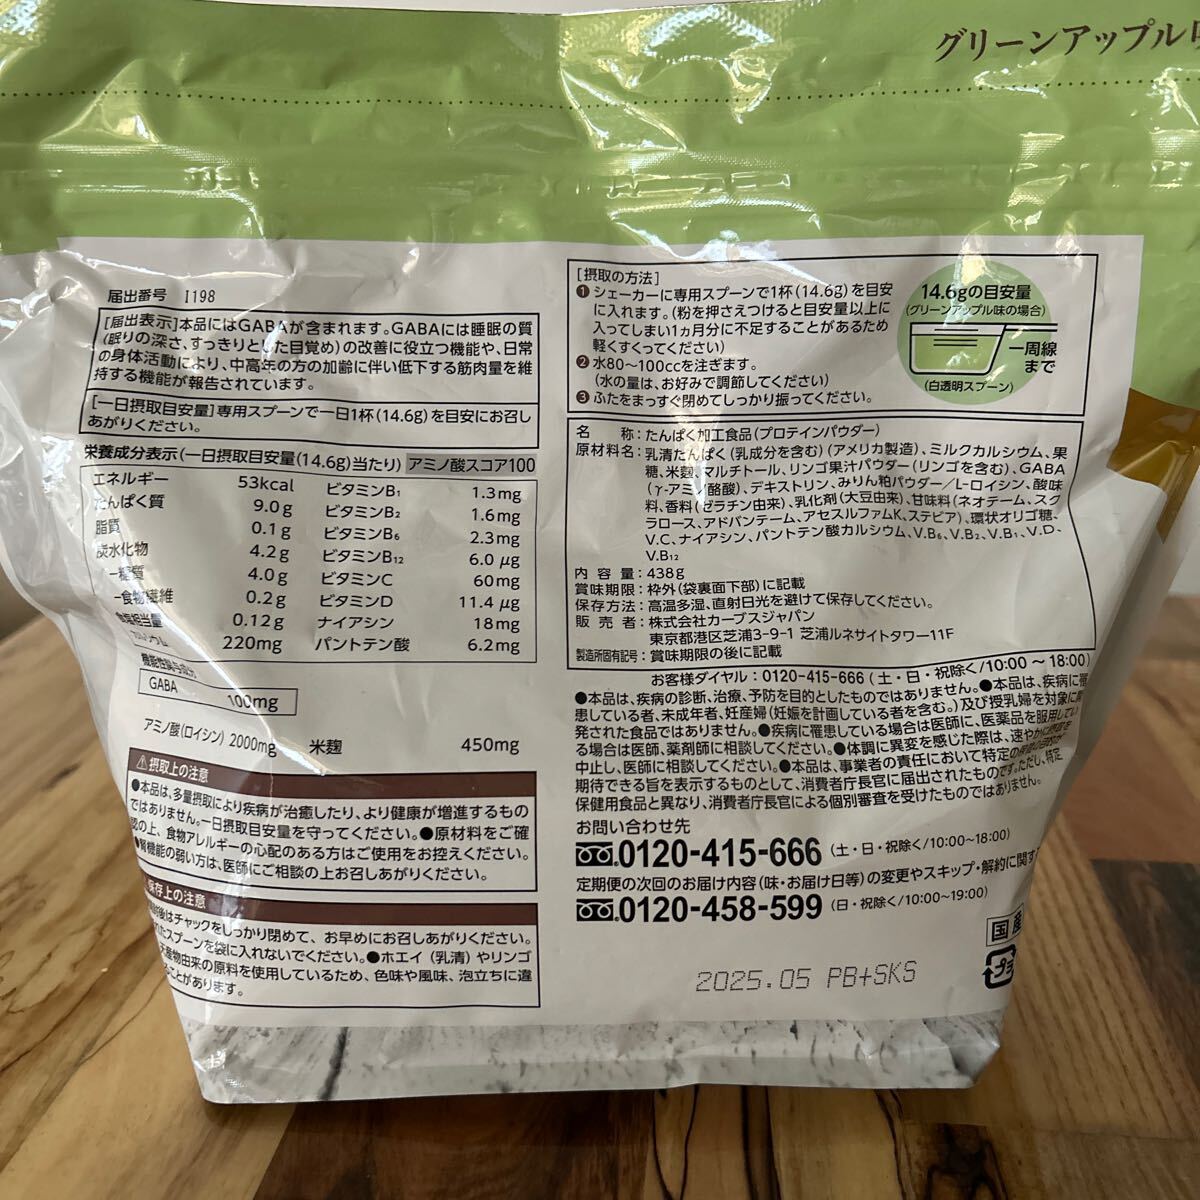 グリーンアップル
届出番号 I198
[届出表示]本品にはGABAが含まれます。GABAには睡眠の質
(眠りの深さ、すっきりとした目覚め)の改善に役立つ機能や、日常
の身体活動により、中高年の方の加齢に伴い低下する筋肉量を維
持する機能が報告されています。
[一日摂取目安量]専用スプーンで一日1杯(14.6g)を目安にお召し
あがりください。
栄養成分表示(一日摂取目安量(14.6g)当たり) アミノ酸スコア100
エネルギー 53kcal ビタミンB₁ 1.3mg
たんぱく質 9.0g ビタミンB₂ 1.6mg
脂質 0.1g ビタミンB₆ 2.3mg
炭水化物 4.2g ビタミンB₁₂ 6.0μg
−糖質 4.0g ビタミンC 60mg
−食物繊維 0.2g ビタミンD 11.4μg
食塩相当量 0.12g ナイアシン 18mg
カルシウム 220mg パントテン酸 6.2mg
機能性関与成分
GABA 100mg
アミノ酸(ロイシン) 2000mg 米麹 450mg
⚠摂取上の注意
●本品は、多量摂取により疾病が治癒したり、より健康が増進するもの
ではありません。一日摂取目安量を守ってください。●原材料をご確
認の上、食物アレルギーの心配のある方はご使用をお控えください。
●腎機能の弱い方は、医師にご相談の上お召しあがりください。
保存上の注意
後はチャックをしっかり閉めて、お早めにお召しあがりください。
れたスプーンを袋に入れないでください。●ホエイ(乳清)やリンゴ
天産物由来の原料を使用しているため、色味や風味、泡立ちに違
ことがあります。
[摂取の方法]
❶シェーカーに専用スプーンで1杯(14.6g)を目安
に入れます。(粉を押さえつけると目安量以上に
入ってしまい1ヵ月分に不足することがあるため
軽くすくってください)
❷水80〜100ccを注ぎます。
(水の量は、お好みで調節してください)
❸ふたをまっすぐ閉めてしっかり振ってください。
14.6gの目安量
(グリーンアップル味の場合)
一周線
まで
(白透明スプーン)
名称:たんぱく加工食品(プロテインパウダー)
原材料名:乳清たんぱく(乳成分を含む)(アメリカ製造)、ミルクカルシウム、果
糖、米麹、マルチトール、リンゴ果汁パウダー(リンゴを含む)、GABA
(γ-アミノ酪酸)、デキストリン、みりん粕パウダー/L-ロイシン、酸味
料、香料(ゼラチン由来)、乳化剤(大豆由来)、甘味料(ネオテーム、スク
ラロース、アドバンテーム、アセスルファムK、ステビア)、環状オリゴ糖、
V.C、ナイアシン、パントテン酸カルシウム、V.B₆、V.B₂、V.B₁、V.D、
V.B₁₂
内容量:438g
賞味期限:枠外(袋裏面下部)に記載
保存方法:高温多湿、直射日光を避けて保存してください。
販売者:株式会社カーブスジャパン
東京都港区芝浦3-9-1 芝浦ルネサイトタワー11F
製造所固有記号:賞味期限の後に記載
お客様ダイヤル:0120-415-666(土・日・祝除く/10:00〜18:00)
●本品は、疾病の診断、治療、予防を目的としたものではありません。●本品は、疾病に罹
患している者、未成年者、妊産婦(妊娠を計画している者を含む。)及び授乳婦を対象に開
発された食品ではありません。●疾病に罹患している場合は医師に、医薬品を服用してい
る場合は医師、薬剤師に相談してください。●体調に異変を感じた際は、速やかに摂取を
中止し、医師に相談してください。●本品は、事業者の責任において特定の保健の目的が
期待できる旨を表示するものとして、消費者庁長官に届出されたものです。ただし、特定
保健用食品と異なり、消費者庁長官による個別審査を受けたものではありません。
お問い合わせ先
0120-415-666 (土・日・祝除く/10:00~18:00)
定期便の次回のお届け内容(味・お届け日等)の変更やスキップ・解約に関す
0120-458-599 (日・祝除く/10:00~19:00)
国産
プラ
2025.05 PB+SKS